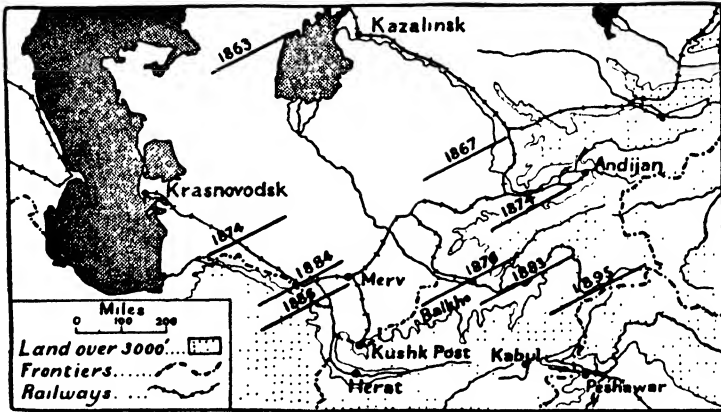 Kazalinsk
1863
1867
Andijan
Krasnovodsk
1874
1874
1884
Merv
1876
1883
1895
1885
Balkh
Miles
0 100 200
Land over 3000'....
Frontiers......
Railways....
Kushk Post
Kabul
Herat
Peshawar